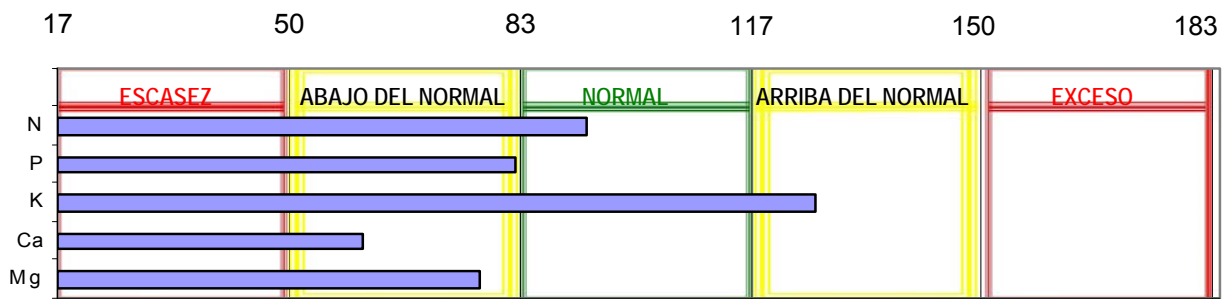 17 50 83 117 150 183
ESCASEZ ABAJO DEL NORMAL NORMAL ARRIBA DEL NORMAL EXCESO
N
P
K
Ca
Mg